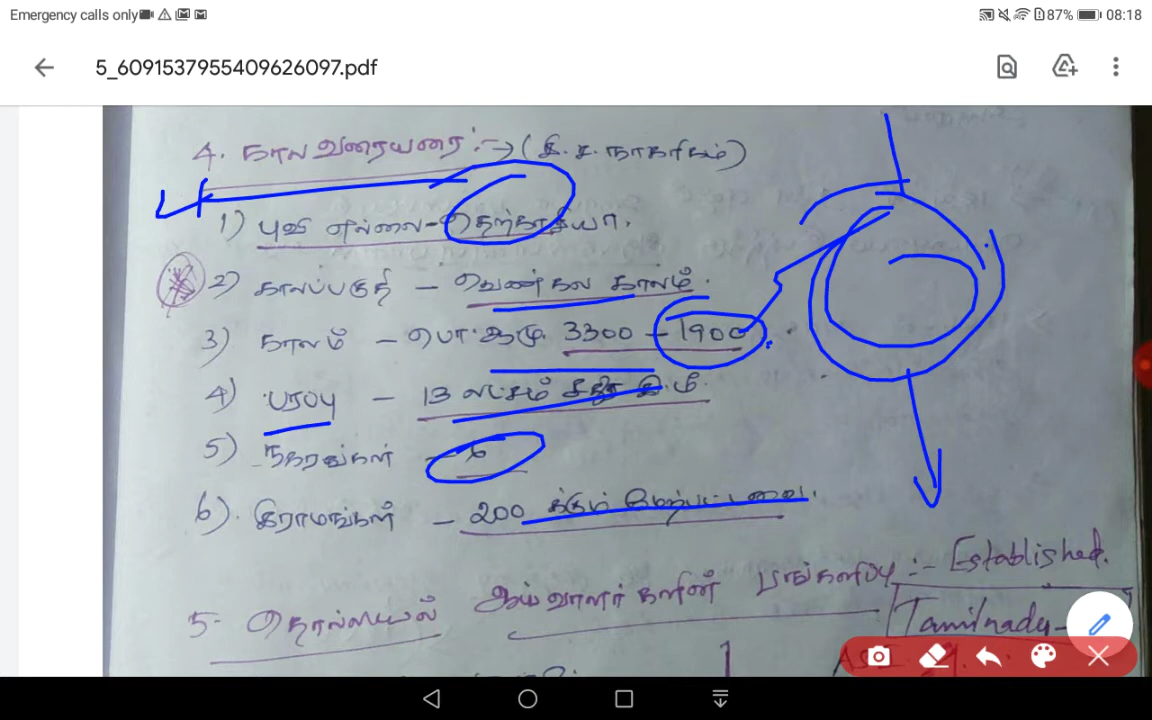 Emergency calls only
87% 08:18
5_6091537955409626097.pdf
4. கால வரையரை :-> (சி.ச.நாகரிகம்)
1) புவி எல்லை - தெற்காசியா.
2) காலப்பகுதி - வெண்கல காலம்.
3) காலம் - பொ.ஆ.மு. 3300 - 1900
4) பரப்பு - 13 லட்சம் சதுர கி.மீ.
5) நகரங்கள் - 6
6) கிராமங்கள் - 200 க்கும் மேற்பட்டவை.
5. தொல்லியல் ஆய்வாளர்களின் பங்களிப்பு :- Established.
Tamilnadu -
ASI